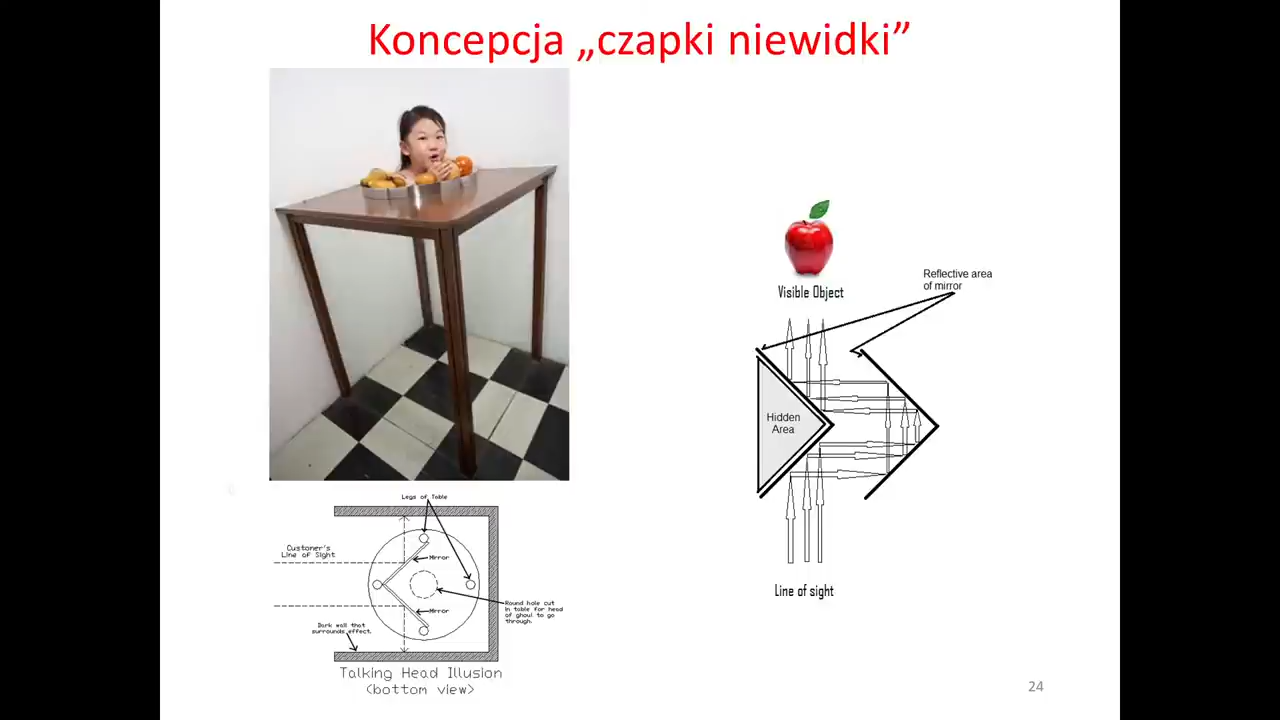 Koncepcja „czapki niewidki”
Reflective area
of mirror
Visible Object
Hidden
Area
Line of sight
Legs of Table
Customer's
Line of Sight
Mirror
Mirror
Round hole cut
in table for head
of ghoul to go
through.
Dark wall that
surrounds effect.
Talking Head Illusion
(bottom view)
24